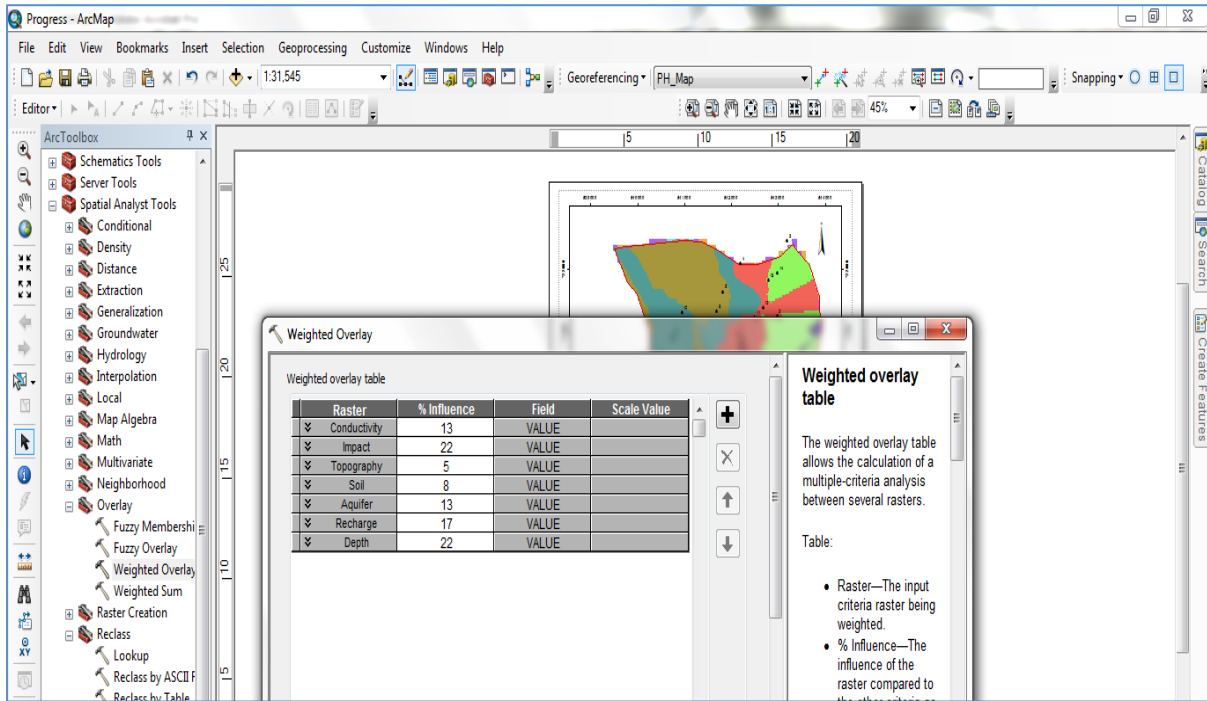 Progress - ArcMap
File Edit View Bookmarks Insert Selection Geoprocessing Customize Windows Help
1:31,545 Georeferencing PH_Map Snapping
Editor 45%
ArcToolbox
Schematics Tools
Server Tools
Spatial Analyst Tools
Conditional
Density
Distance
Extraction
Generalization
Groundwater
Hydrology
Interpolation
Local
Map Algebra
Math
Multivariate
Neighborhood
Overlay
Fuzzy Membershi
Fuzzy Overlay
Weighted Overlay
Weighted Sum
Raster Creation
Reclass
Lookup
Reclass by ASCII F
Reclass by Table
5 10 15 20
25
20
15
10
5
Weighted Overlay
Weighted overlay table
Raster % Influence Field Scale Value
Conductivity 13 VALUE
Impact 22 VALUE
Topography 5 VALUE
Soil 8 VALUE
Aquifer 13 VALUE
Recharge 17 VALUE
Depth 22 VALUE
Weighted overlay
table
The weighted overlay table
allows the calculation of a
multiple-criteria analysis
between several rasters.
Table:
• Raster—The input
criteria raster being
weighted.
• % Influence—The
influence of the
raster compared to
the other criteria as
Catalog
Search
Create Features